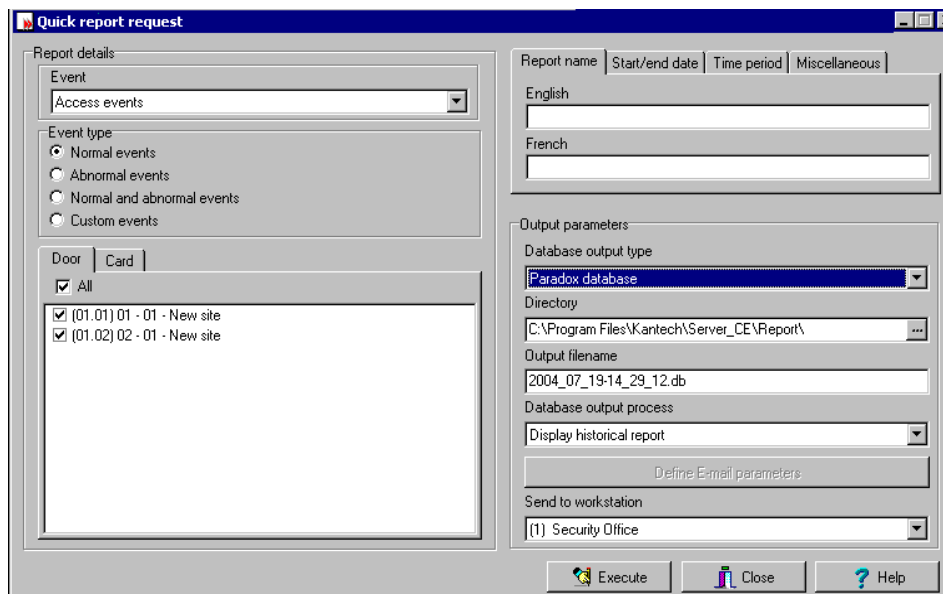 Quick report request
Report details
Event
Access events
Event type
Normal events
Abnormal events
Normal and abnormal events
Custom events
Door
Card
All
(01.01) 01 - 01 - New site
(01.02) 02 - 01 - New site
Report name
Start/end date
Time period
Miscellaneous
English
French
Output parameters
Database output type
Paradox database
Directory
C:\Program Files\Kantech\Server_CE\Report\
...
Output filename
2004_07_19-14_29_12.db
Database output process
Display historical report
Define E-mail parameters
Send to workstation
(1) Security Office
Execute
Close
? Help